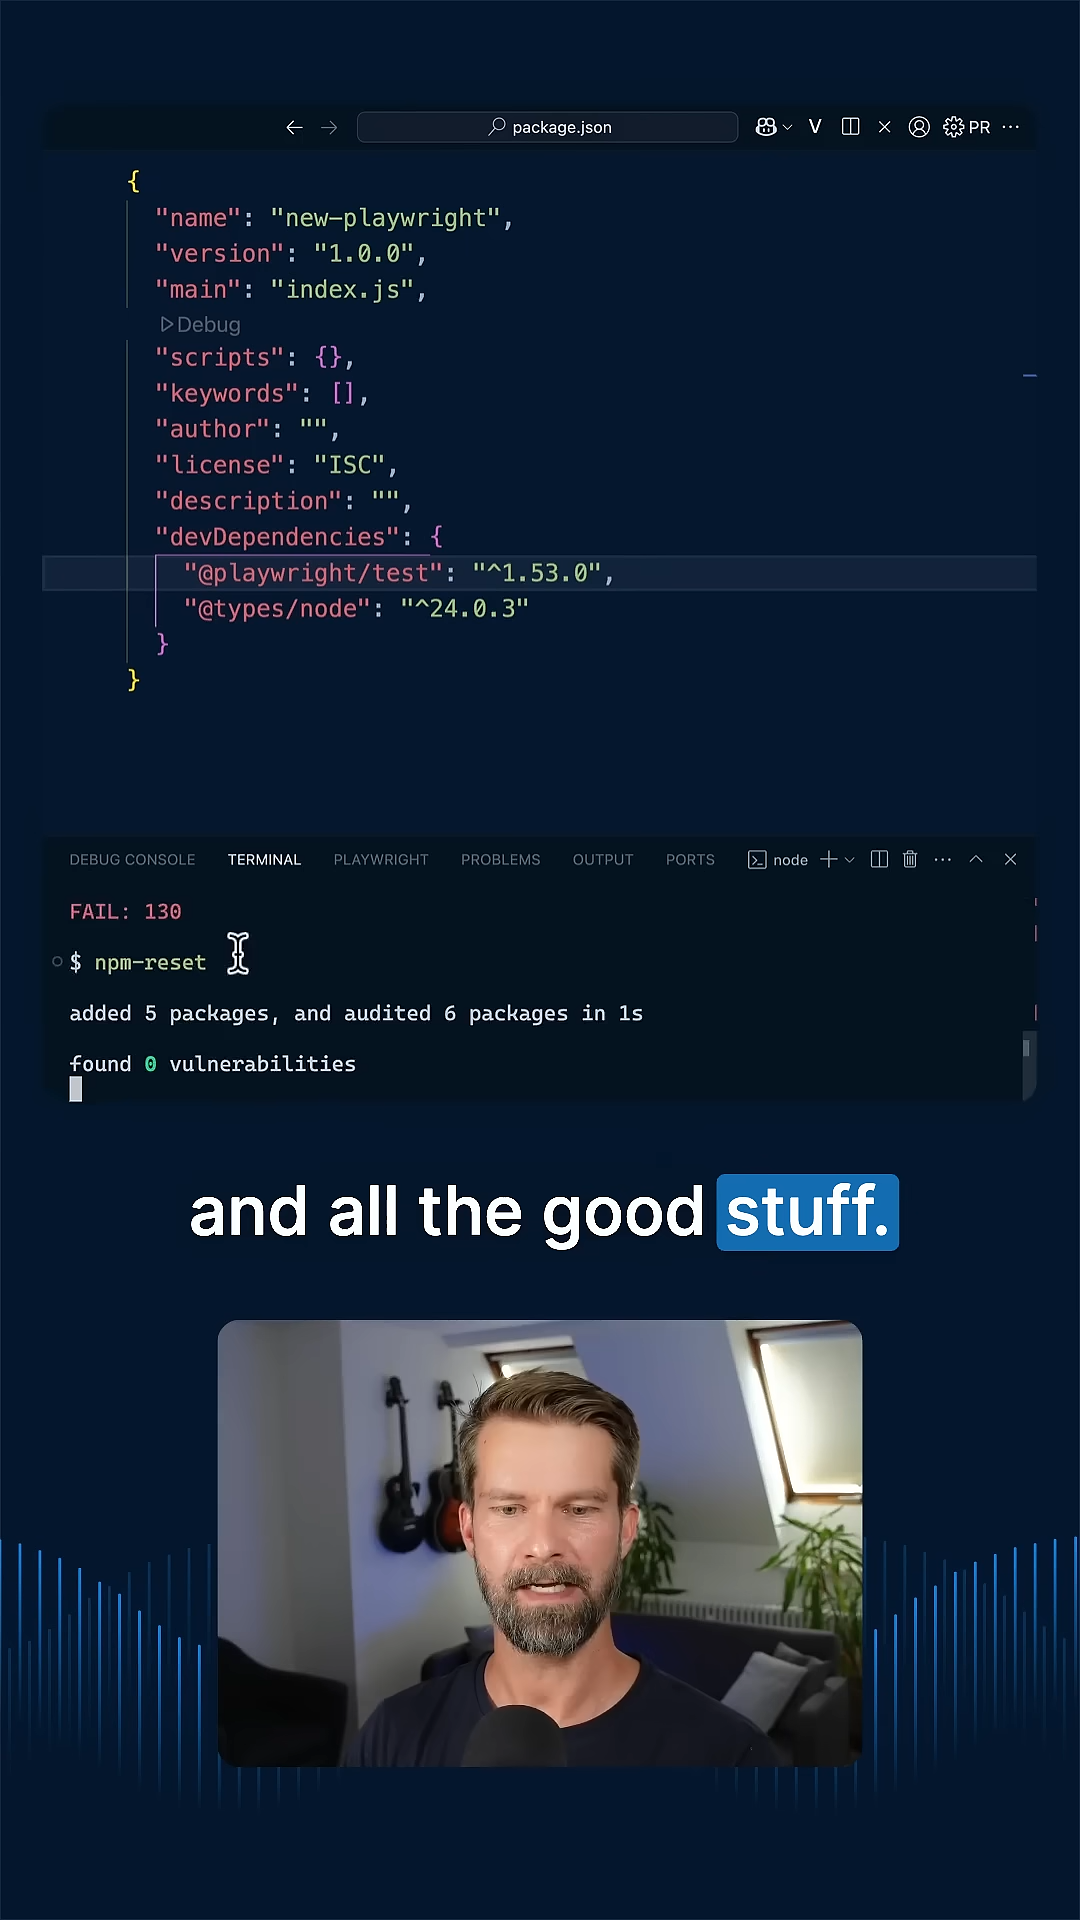 package.json
V
PR
{
"name": "new-playwright",
"version": "1.0.0",
"main": "index.js",
Debug
"scripts": {},
"keywords": [],
"author": "",
"license": "ISC",
"description": "",
"devDependencies": {
"@playwright/test": "^1.53.0",
"@types/node": "^24.0.3"
}
}
DEBUG CONSOLE TERMINAL PLAYWRIGHT PROBLEMS OUTPUT PORTS node
FAIL: 130
$ npm-reset
added 5 packages, and audited 6 packages in 1s
found 0 vulnerabilities
and all the good stuff.